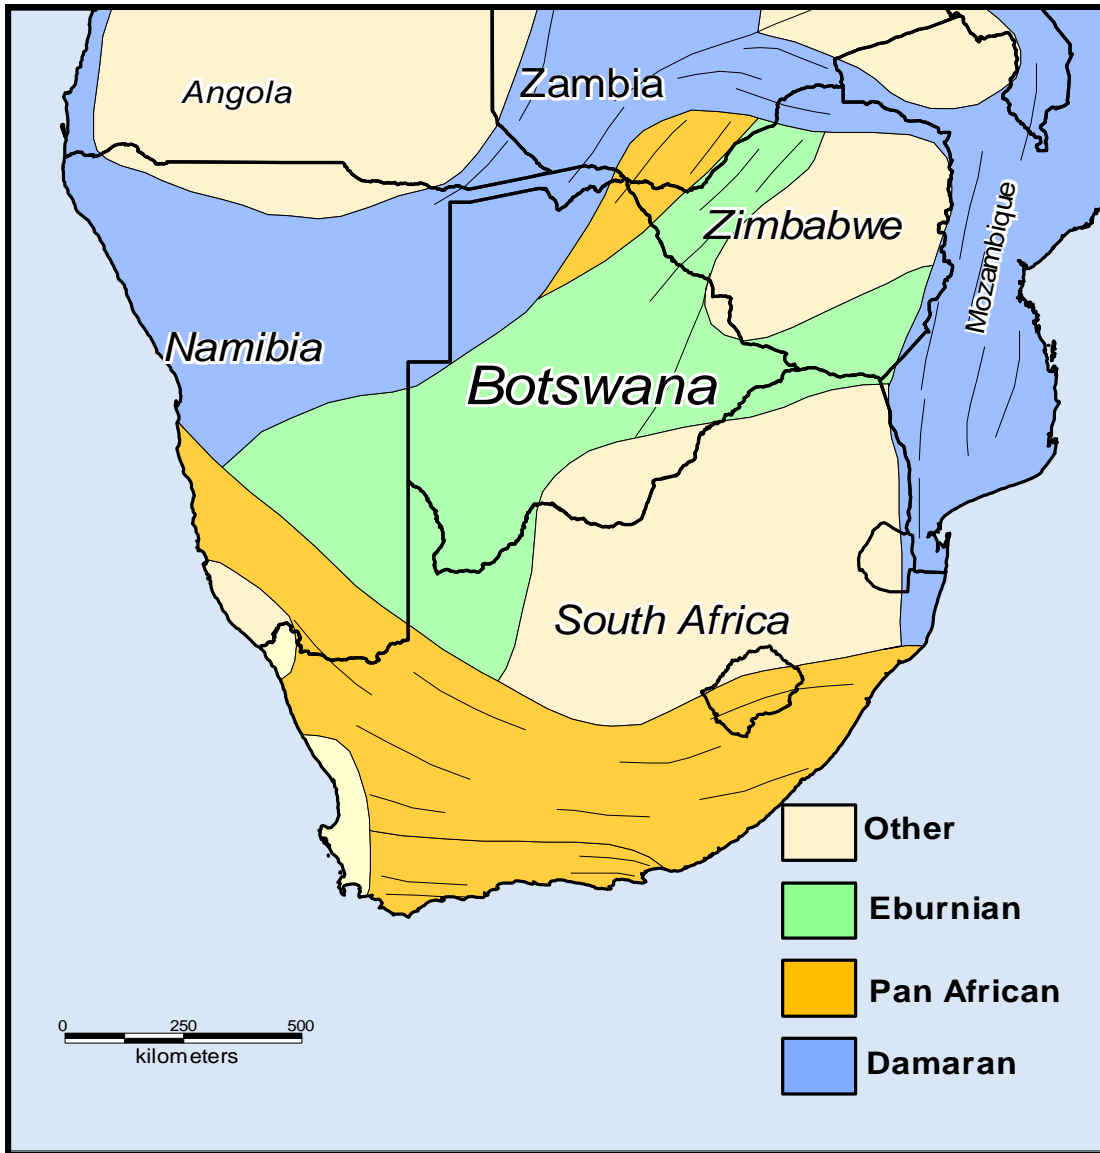 Zambia
Angola
Zimbabwe
Mozambique
Namibia
Botswana
South Africa
Other
Eburnian
Pan African
Damaran
0 250 500
kilometers